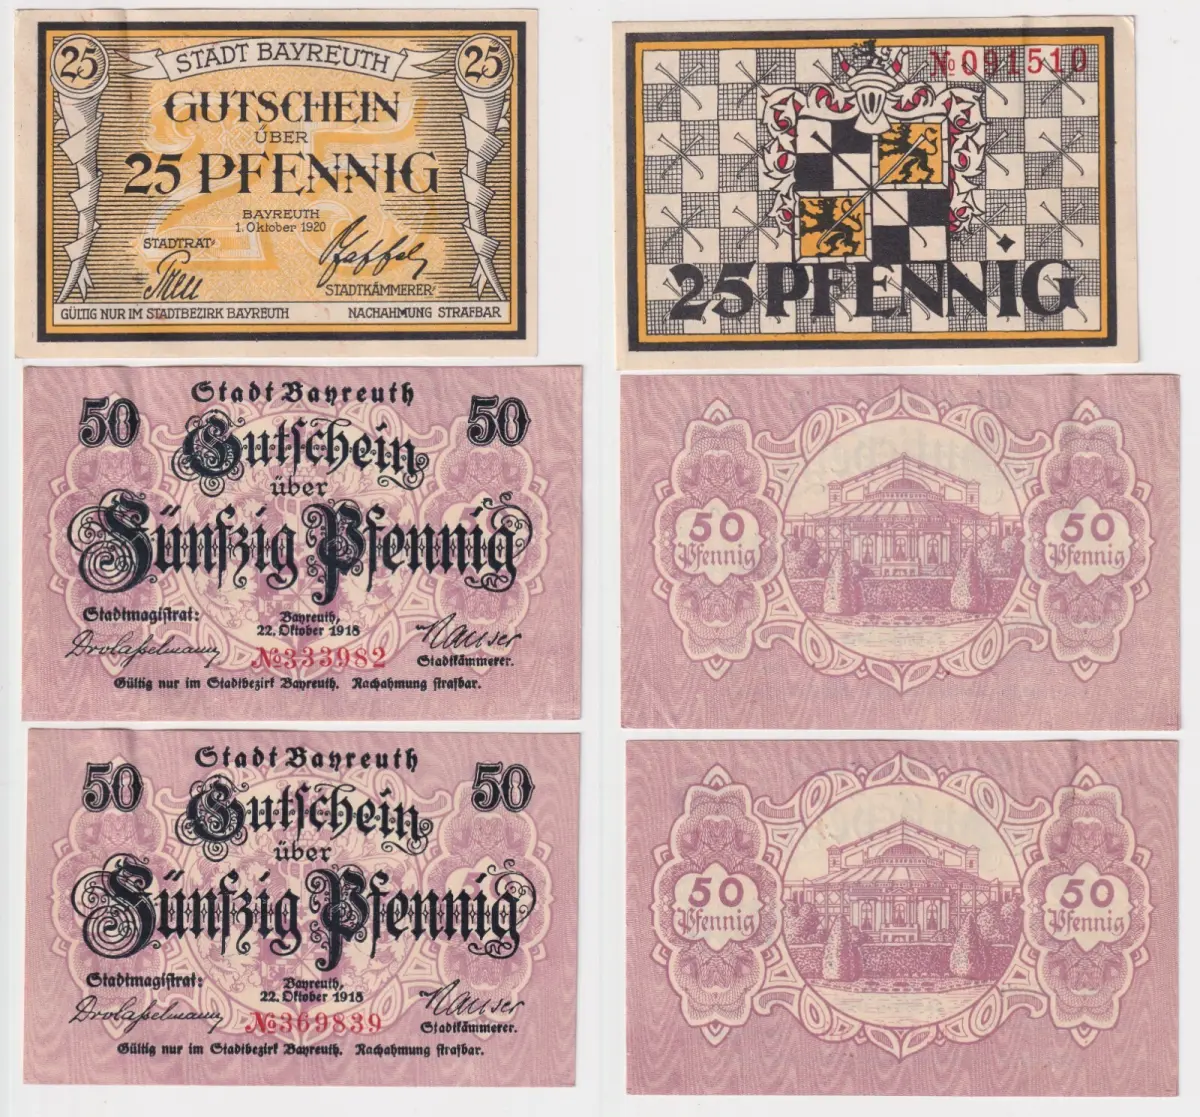 25 STADT BAYREUTH 25
GUTSCHEIN
ÜBER
25 PFENNIG
BAYREUTH
1. Oktober 1920
STADTRAT:
STADTKÄMMERER:
GÜLTIG NUR IM STADTBEZIRK BAYREUTH NACHAHMUNG STRAFBAR
№ 091510
25 PFENNIG
Stadt Bayreuth
50 50
Gutschein
über
Fünfzig Pfennig
Stadtmagistrat:
Bayreuth,
22. Oktober 1918
№ 333982
Stadtkämmerer.
Gültig nur im Stadtbezirk Bayreuth. Nachahmung strafbar.
50 50
Pfennig Pfennig
Stadt Bayreuth
50 50
Gutschein
über
Fünfzig Pfennig
Stadtmagistrat:
Bayreuth,
22. Oktober 1918
№ 369839
Stadtkämmerer.
Gültig nur im Stadtbezirk Bayreuth. Nachahmung strafbar.
50 50
Pfennig Pfennig